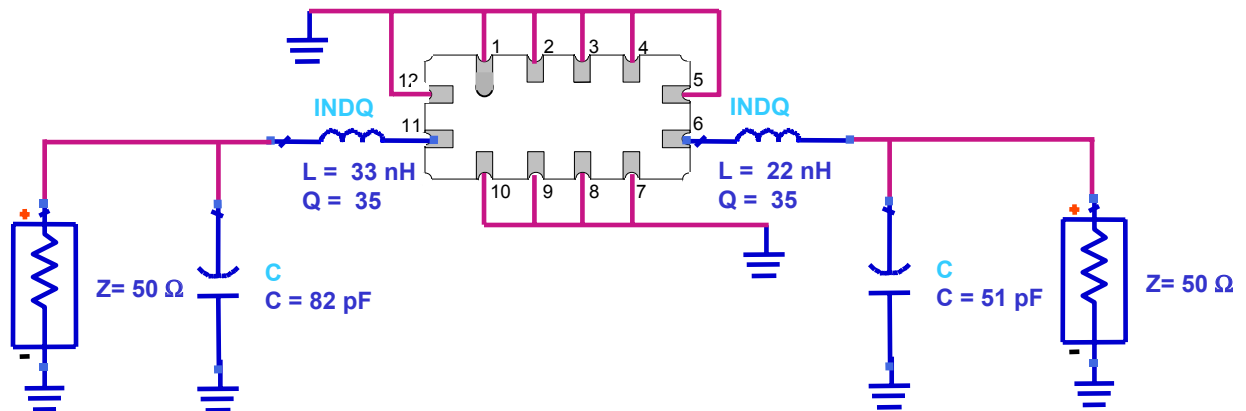 1 2 3 4
12 5
INDQ INDQ
11 6
L = 33 nH L = 22 nH
Q = 35 Q = 35
10 9 8 7
+ +
C C
Z= 50 Ω C = 82 pF C = 51 pF Z= 50 Ω
- -